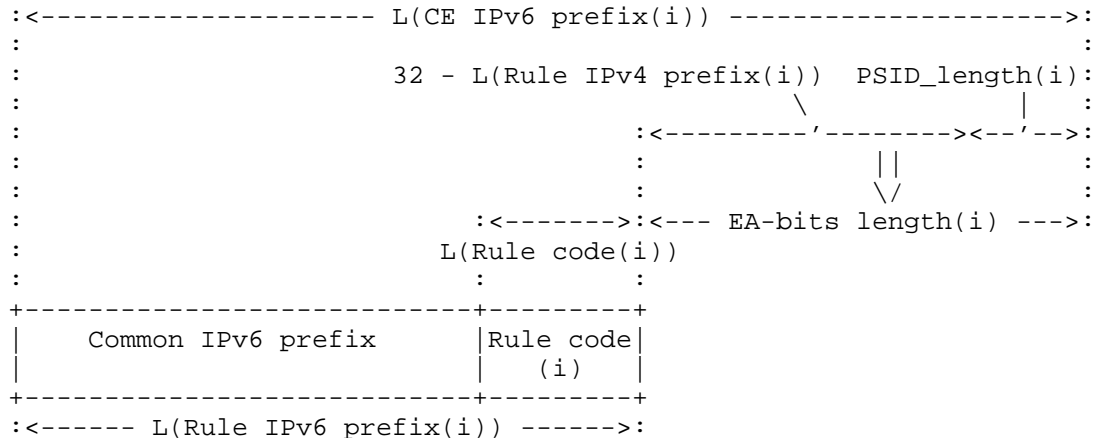 :<--------------------- L(CE IPv6 prefix(i)) --------------------->:
:                                                                  :
:                        32 - L(Rule IPv4 prefix(i))  PSID_length(i):
:                                                 \             |   :
:                                       :<---------'--------><--'-->:
:                                       :              ||           :
:                                       :              \/           :
:                             :<------->:<--- EA-bits length(i) --->:
:                           L(Rule code(i))
:                             :         :
+-----------------------------+---------+
|     Common IPv6 prefix      |Rule code|
|                             |   (i)   |
+-----------------------------+---------+
:<------ L(Rule IPv6 prefix(i)) ------>: